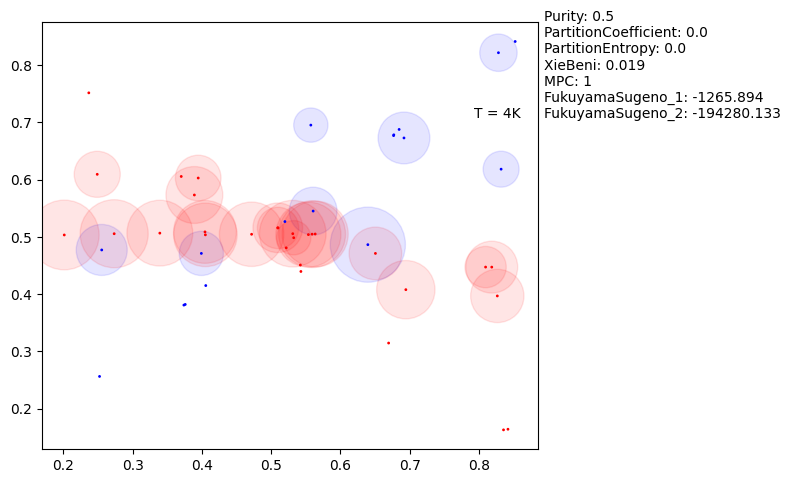 Purity: 0.5
PartitionCoefficient: 0.0
PartitionEntropy: 0.0
XieBeni: 0.019
MPC: 1
FukuyamaSugeno_1: -1265.894
FukuyamaSugeno_2: -194280.133
T = 4K
0.8
0.7
0.6
0.5
0.4
0.3
0.2
0.2 0.3 0.4 0.5 0.6 0.7 0.8